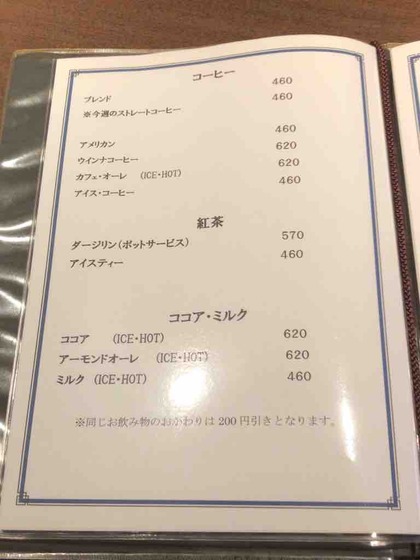 コーヒー
ブレンド 460
※今週のストレートコーヒー 460
アメリカン 460
ウインナコーヒー 620
カフェ・オーレ (ICE・HOT) 620
アイス・コーヒー 460
紅茶
ダージリン(ポットサービス) 570
アイスティー 460
ココア・ミルク
ココア (ICE・HOT) 620
アーモンドオーレ (ICE・HOT) 620
ミルク (ICE・HOT) 460
※同じお飲み物のおかわりは200円引きとなります。